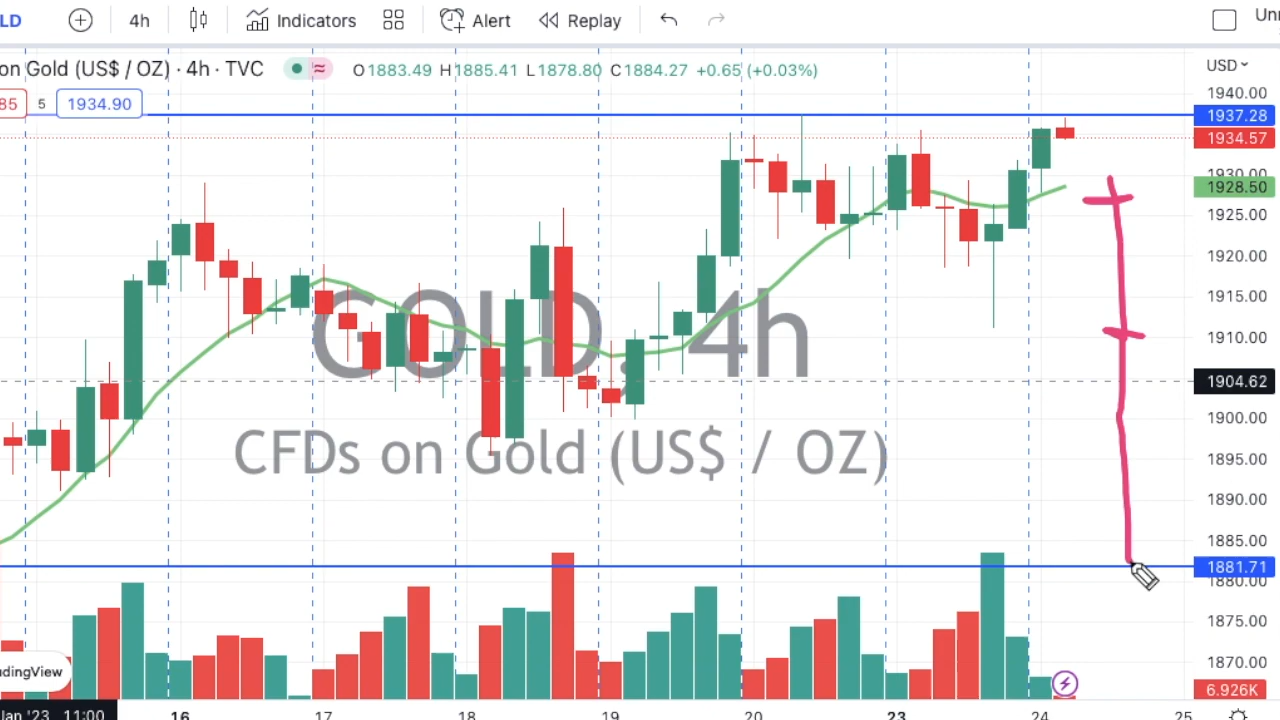 LD 4h Indicators Alert Replay
on Gold (US$ / OZ) · 4h · TVC ≈ O1883.49 H1885.41 L1878.80 C1884.27 +0.65 (+0.03%) USD
85 5 1934.90
1940.00
1937.28
1934.57
1930.00
1928.50
1925.00
1920.00
1915.00
1910.00
1904.62
1900.00
1895.00
1890.00
1885.00
1881.71
1880.00
1875.00
1870.00
6.926K
GOLD, 4h
CFDs on Gold (US$ / OZ)
adingView
Jan '23 11:00 16 17 18 19 20 23 24 25